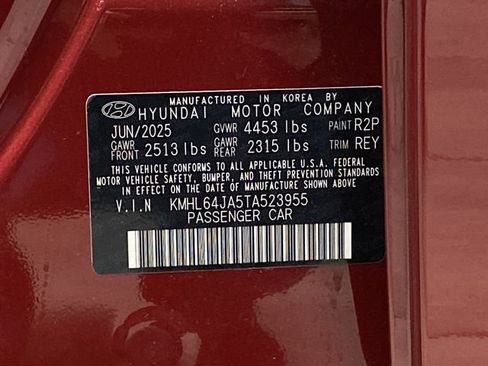 MANUFACTURED IN KOREA BY
HYUNDAI MOTOR COMPANY
JUN/2025 GVWR 4453 lbs PAINT R2P
GAWR FRONT 2513 lbs GAWR REAR 2315 lbs TRIM REY
THIS VEHICLE CONFORMS TO ALL APPLICABLE U.S.A. FEDERAL
MOTOR VEHICLE SAFETY, BUMPER, AND THEFT PREVENTION STANDARDS
IN EFFECT ON THE DATE OF MANUFACTURE SHOWN ABOVE
V.I.N KMHL64JA5TA523955
PASSENGER CAR